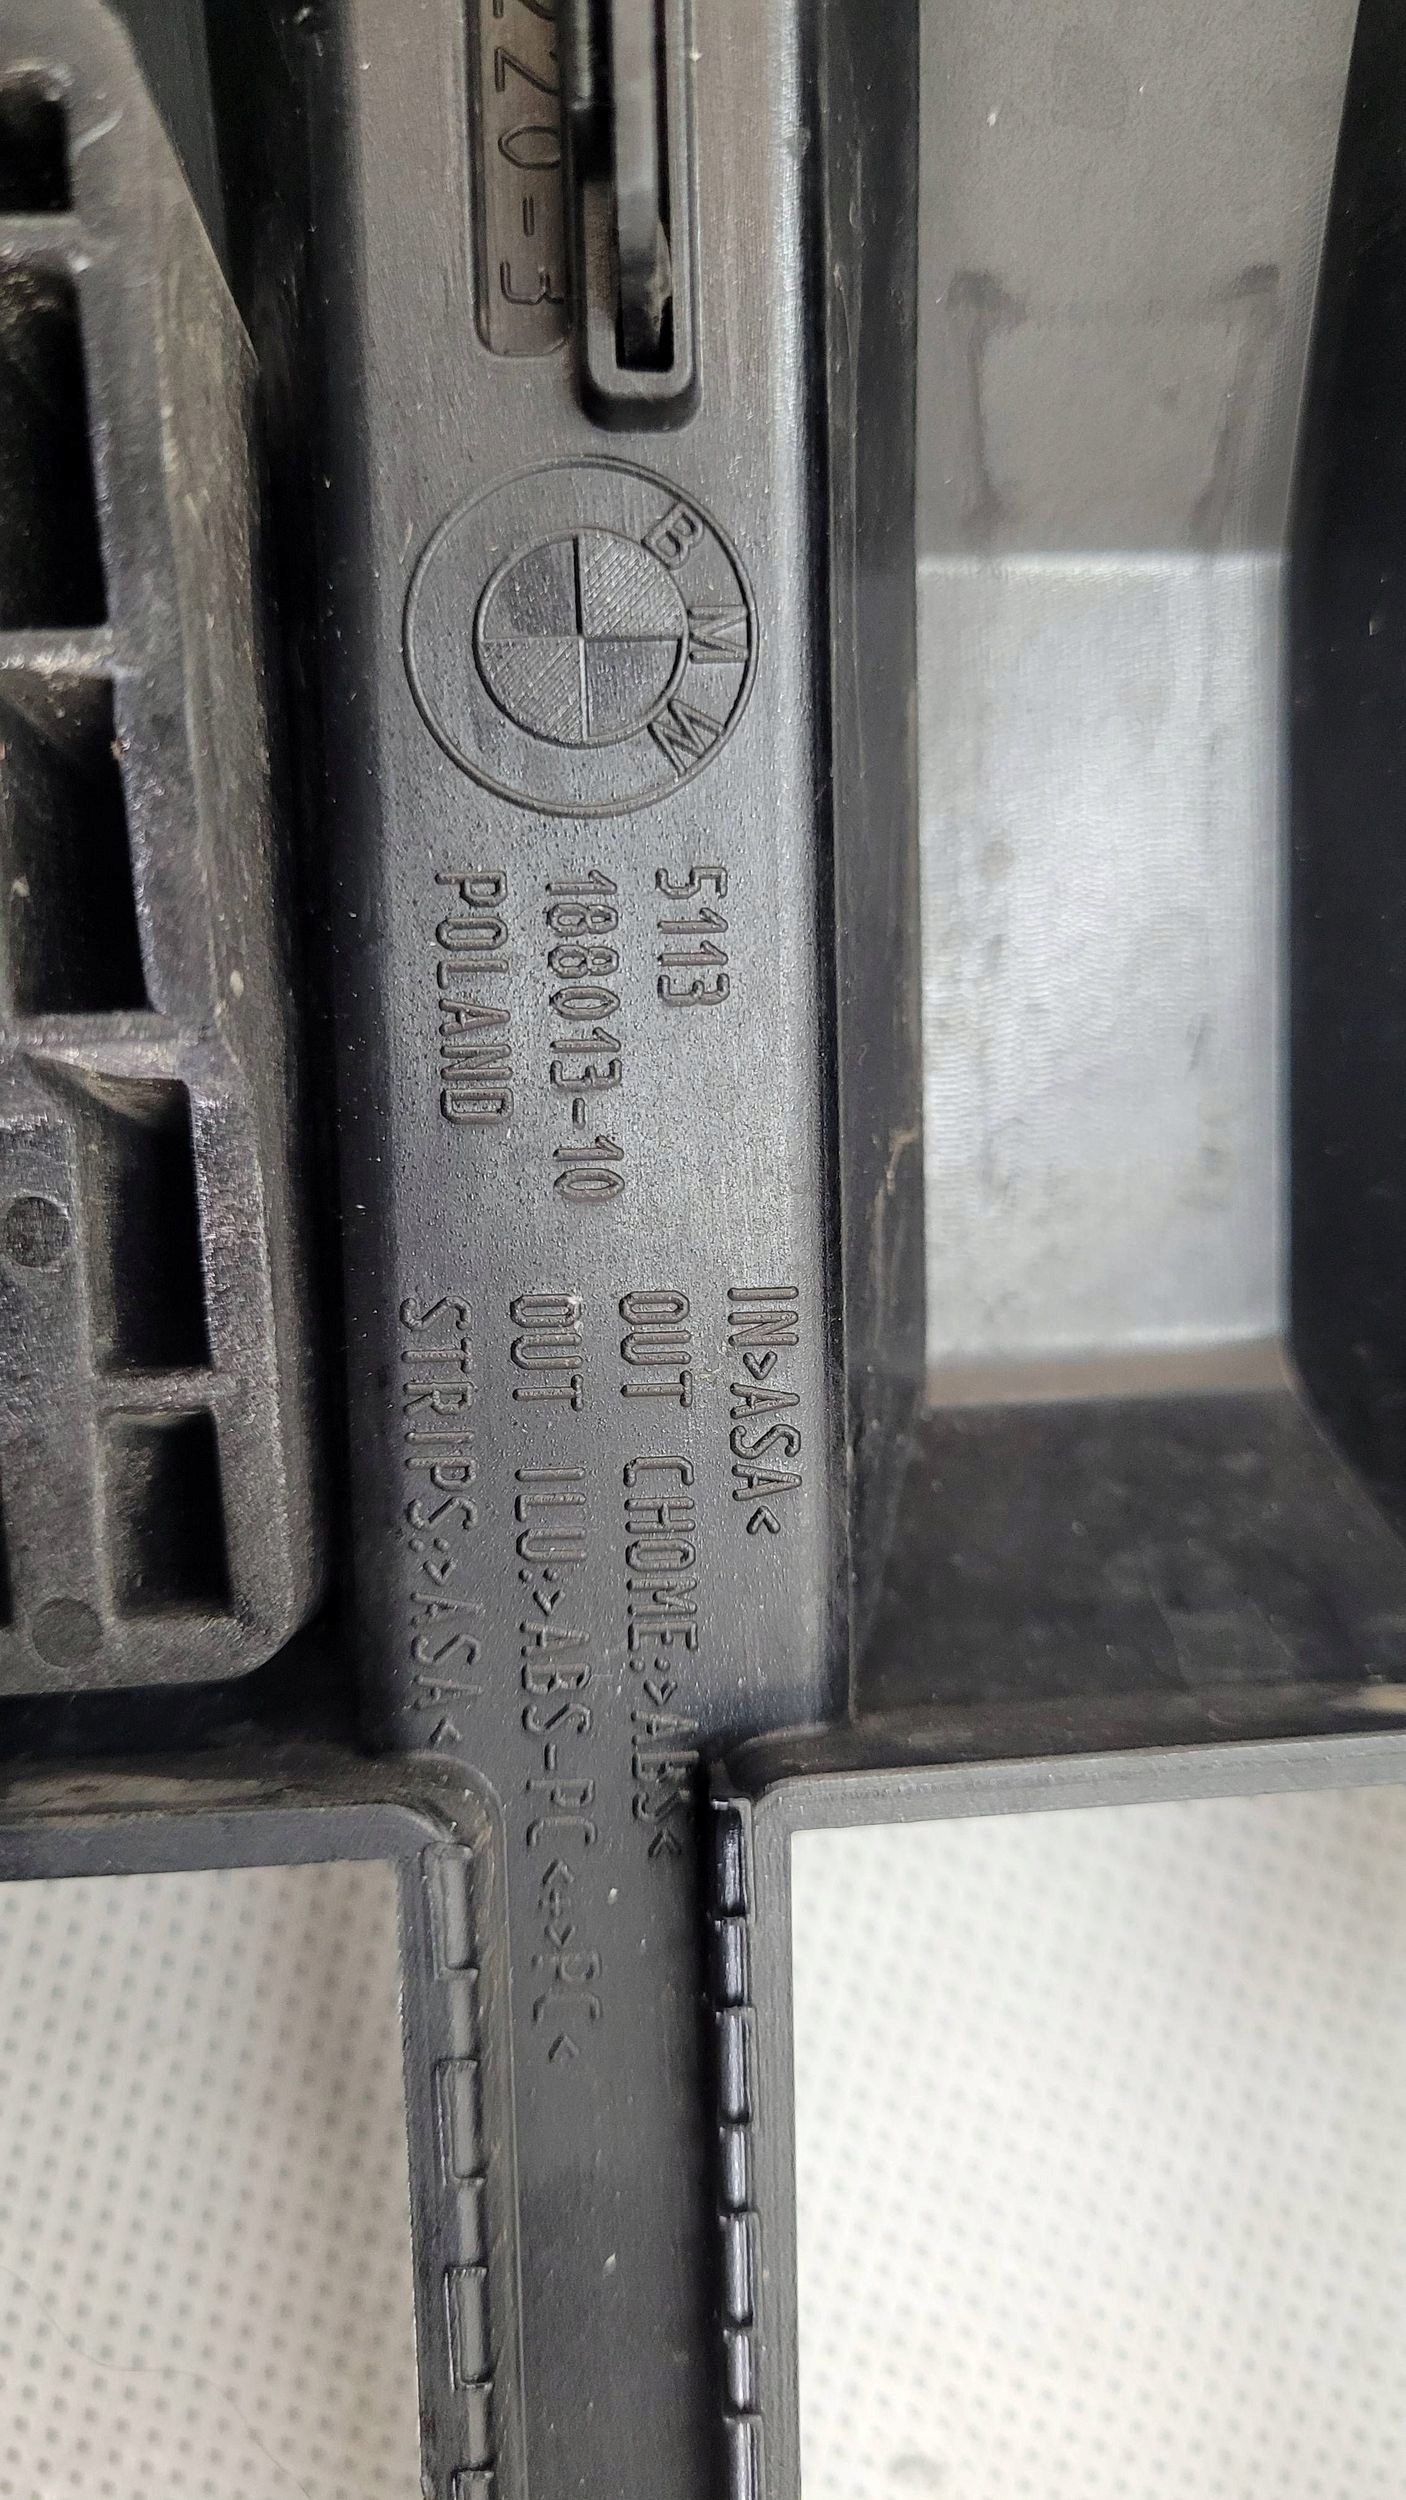 220-3
BMW
5113
188013-10
POLAND
IN>ASA<
OUT CHOME:>ABS<
OUT ILU:>ABS-PC<+>PC<
STRIPS:>ASA<